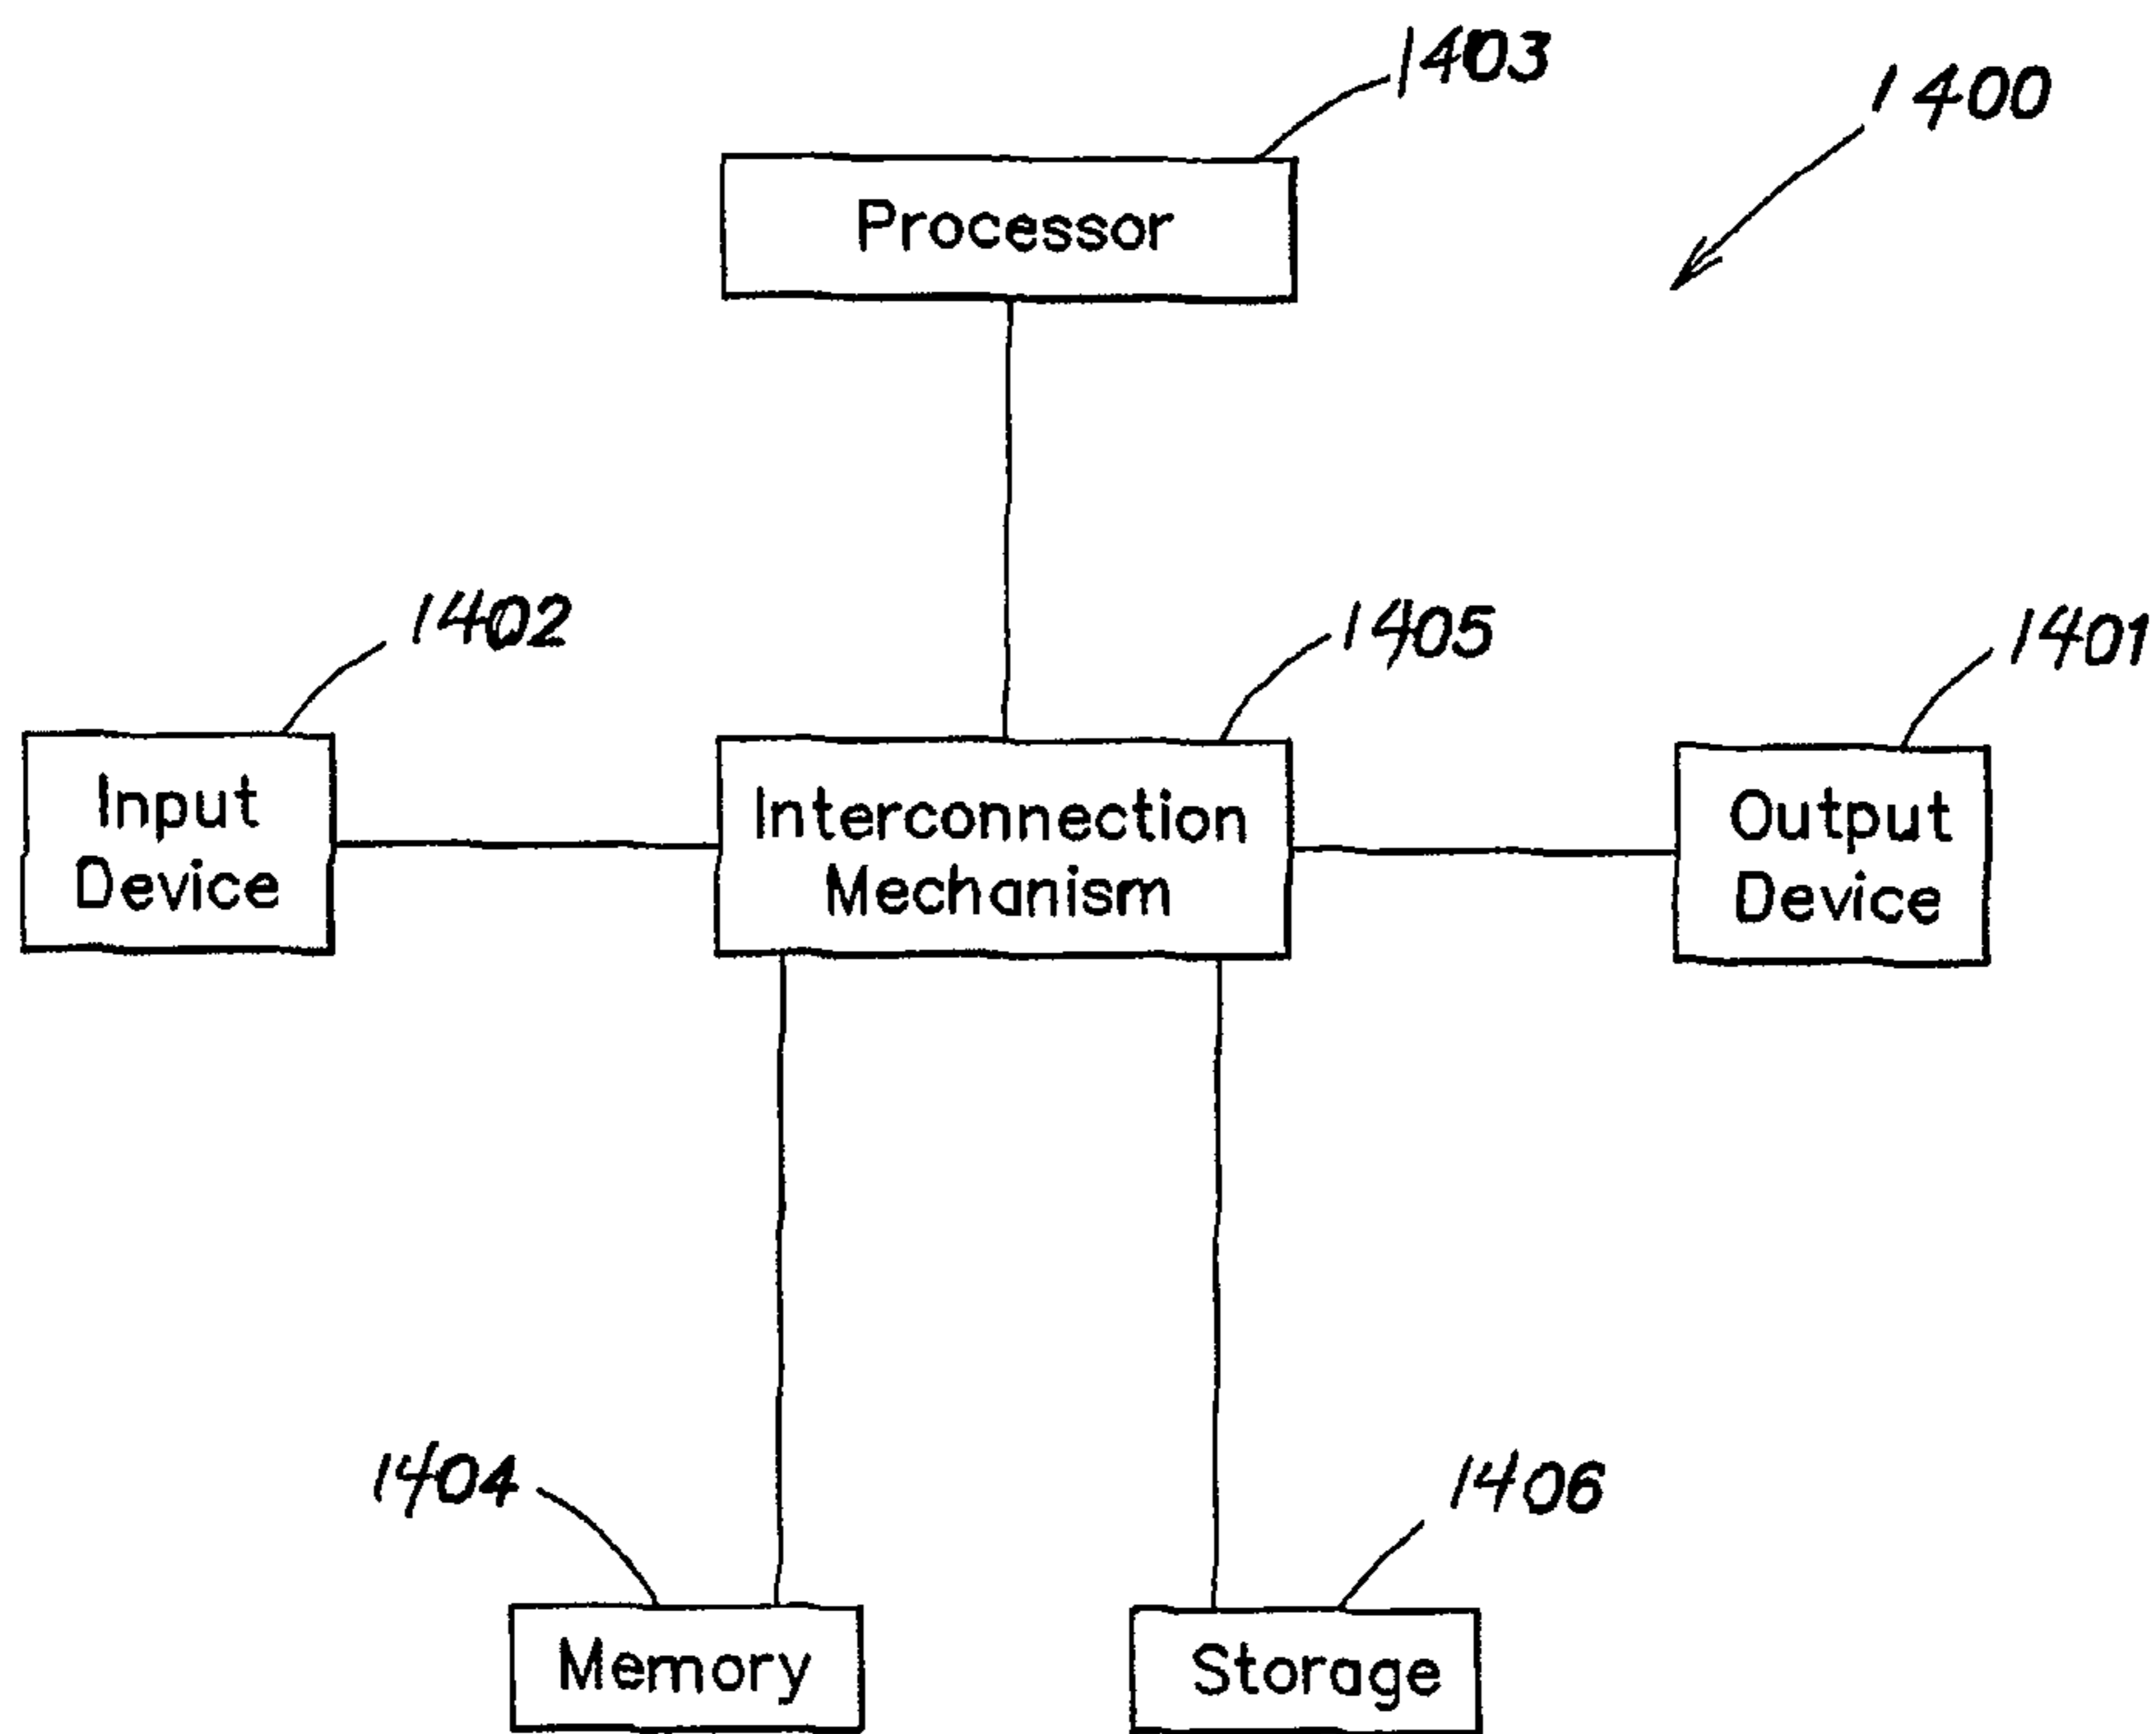 1403
1400
Processor
1402
1405
1401
Input
Device
Interconnection
Mechanism
Output
Device
1404
1406
Memory
Storage